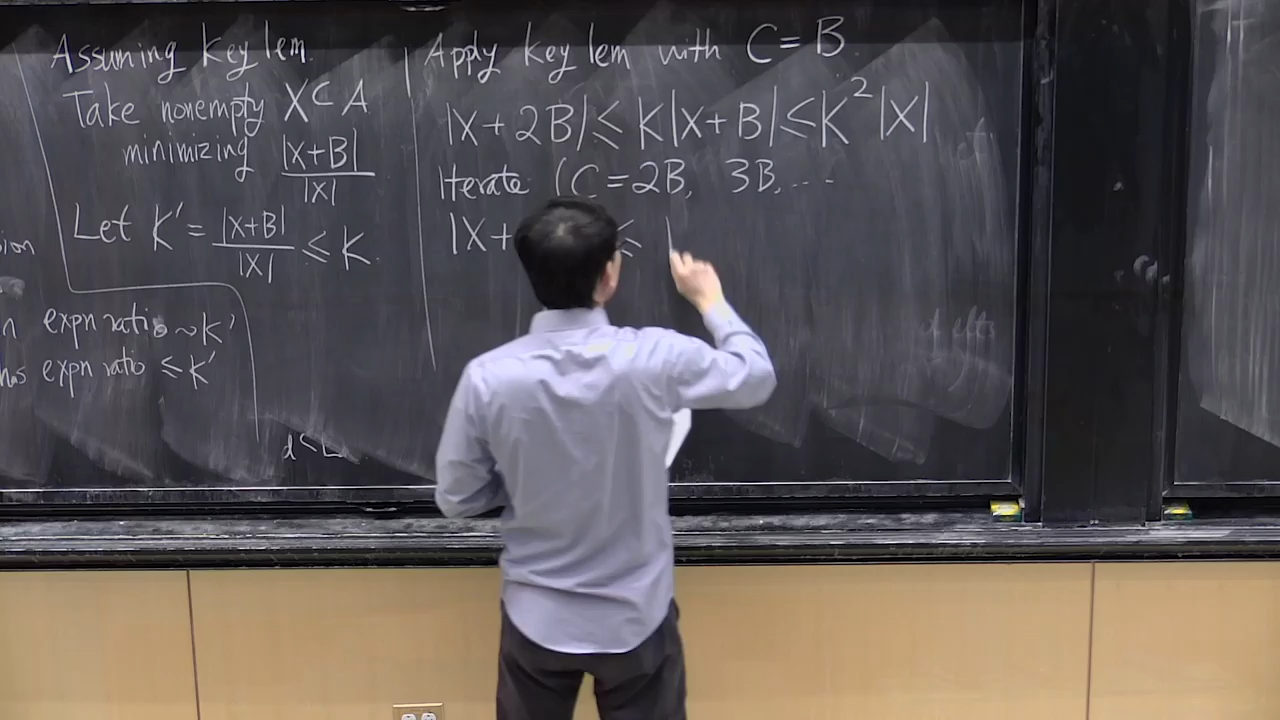 Assuming key lem.
Take nonempty X ⊂ A
minimizing |X+B| / |X|
Let K' = |X+B| / |X| ≤ K.
expn ratio ~ K'
expn ratio ≤ K'
d ≤
Apply key lem with C = B.
|X + 2B| ≤ K|X + B| ≤ K² |X|
Iterate (C = 2B, 3B, ....
|X+ ≤ |